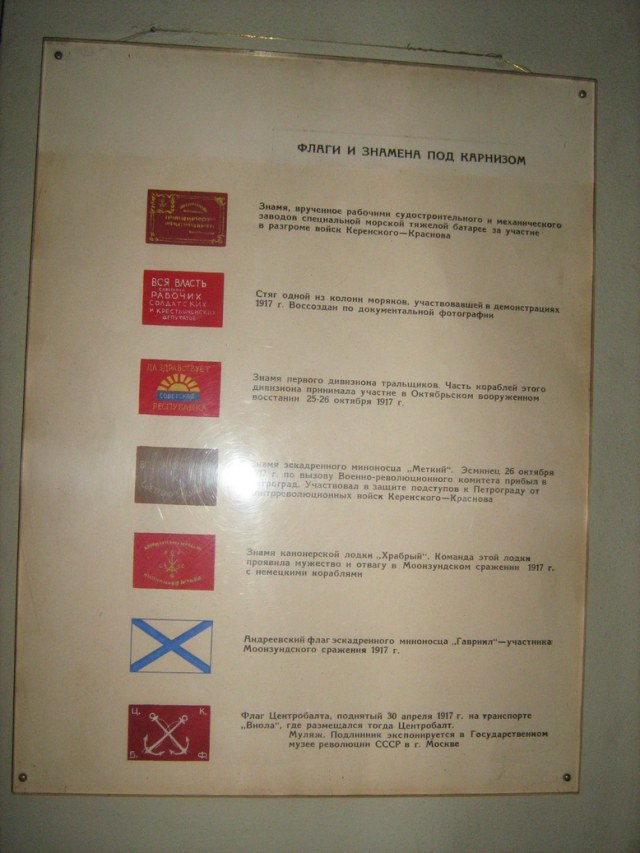 ФЛАГИ И ЗНАМЕНА ПОД КАРНИЗОМ
Знамя, врученное рабочими судостроительного и механического
заводов специальной морской тяжелой батарее за участие
в разгроме войск Керенского—Краснова
ВСЯ ВЛАСТЬ
РАБОЧИХ
СОЛДАТСКИХ
И КРЕСТЬЯНСКИХ
ДЕПУТАТОВ
Стяг одной из колонн моряков, участвовавшей в демонстрациях
1917 г. Воссоздан по документальной фотографии
ДА ЗДРАВСТВУЕТ
СОВЕТСКАЯ
РЕСПУБЛИКА
Знамя первого дивизиона тральщиков. Часть кораблей этого
дивизиона принимала участие в Октябрьском вооруженном
восстании 25-26 октября 1917 г.
эскадренного миноносца „Меткий". Эсминец 26 октября
г. по вызову Военно-революционного комитета прибыл в
Петроград. Участвовал в защите подступов к Петрограду от
контрреволюционных войск Керенского—Краснова
Знамя канонерской лодки „Храбрый". Команда этой лодки
проявила мужество и отвагу в Моонзундском сражении 1917 г.
с немецкими кораблями
Андреевский флаг эскадренного миноносца „Гавриил"—участника
Моонзундского сражения 1917 г.
Ц. К.
Б. Ф
Флаг Центробалта, поднятый 30 апреля 1917 г. на транспорте
„Виола", где размещался тогда Центробалт.
Муляж. Подлинник экспонируется в Государственном
музее революции СССР в г. Москве